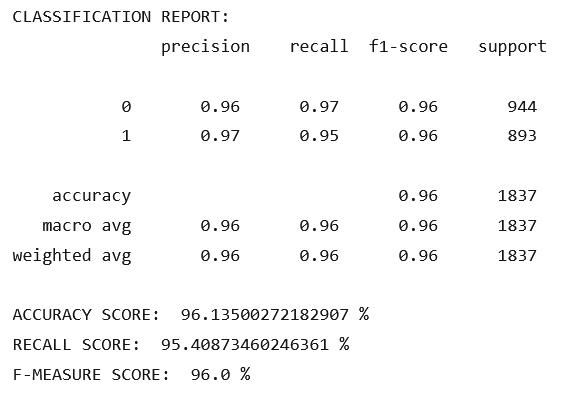 CLASSIFICATION REPORT:
precision recall f1-score support
0 0.96 0.97 0.96 944
1 0.97 0.95 0.96 893
accuracy 0.96 1837
macro avg 0.96 0.96 0.96 1837
weighted avg 0.96 0.96 0.96 1837
ACCURACY SCORE: 96.13500272182907 %
RECALL SCORE: 95.40873460246361 %
F-MEASURE SCORE: 96.0 %